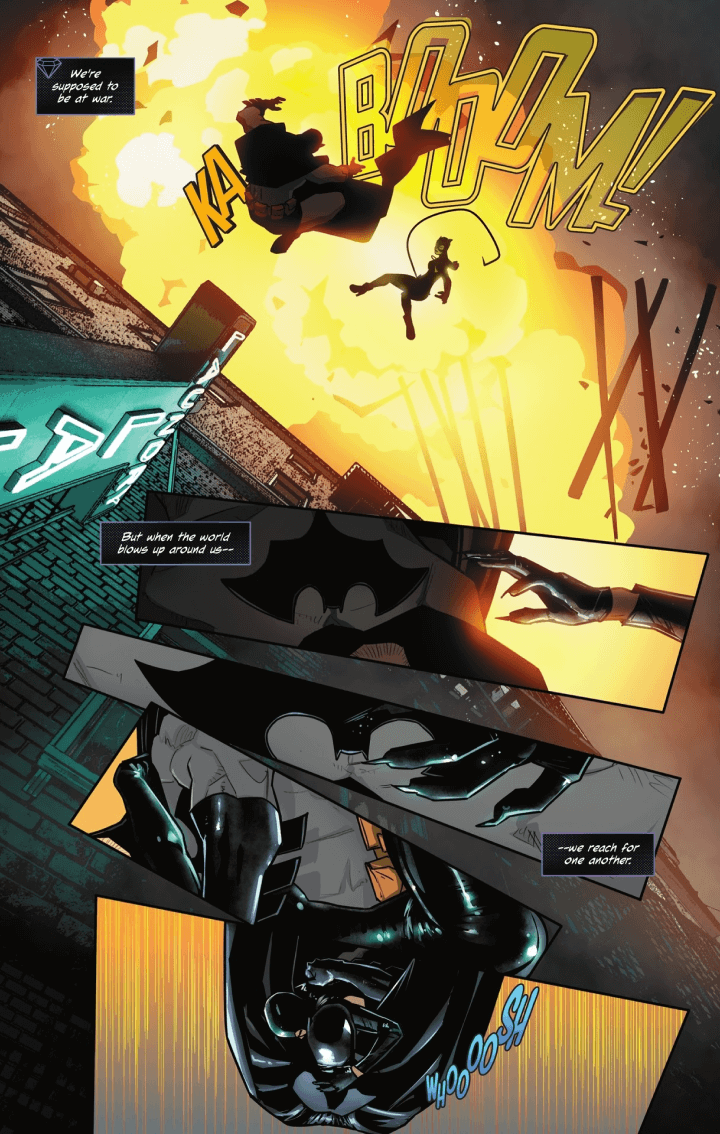 We're
supposed to
be at war.
KA
BOOOM!
But when the world
blows up around us--
--we reach for
one another.
WHOOOOSH